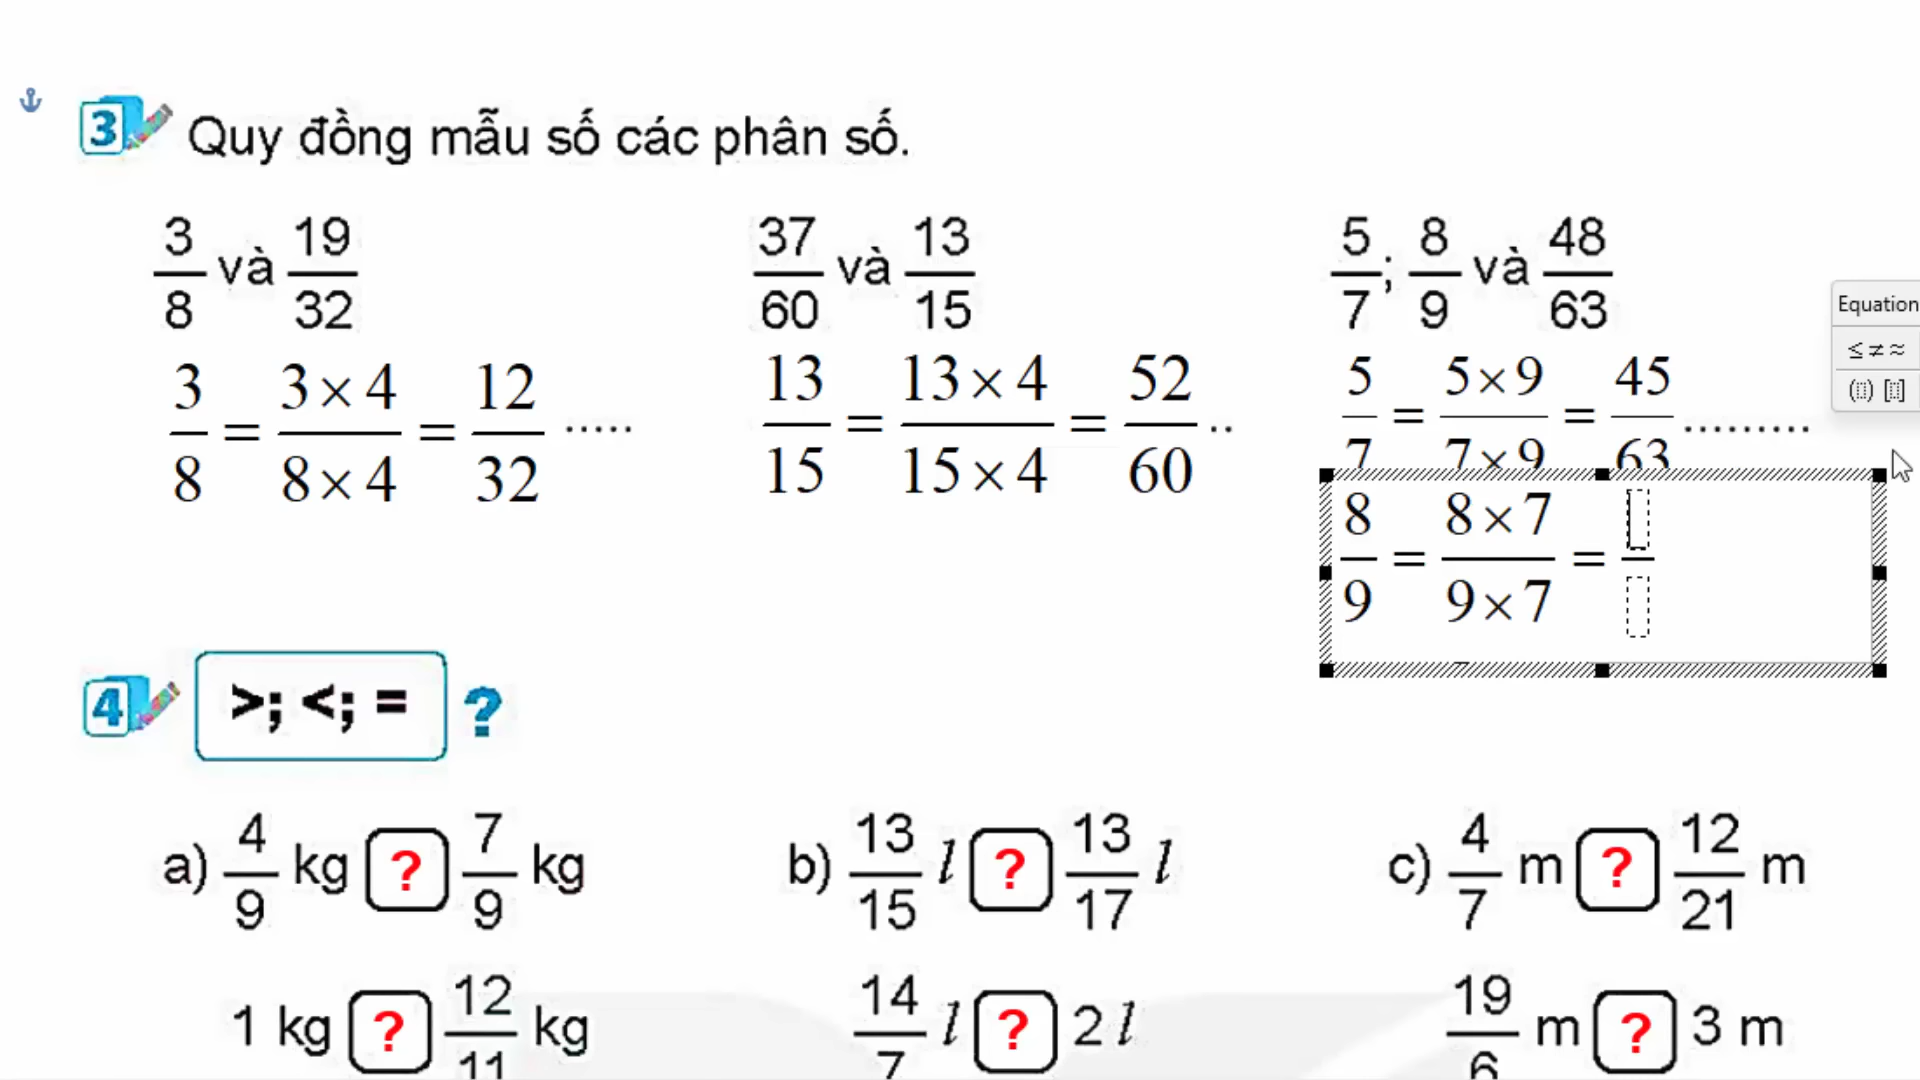 3 Quy đồng mẫu số các phân số.
3/8 và 19/32
37/60 và 13/15
5/7; 8/9 và 48/63
3/8 = 3×4/8×4 = 12/32 .....
13/15 = 13×4/15×4 = 52/60 ..
5/7 = 5×9/7×9 = 45/63 .........
8/9 = 8×7/9×7 =
Equation
≤ ≠ ≈
4 >; <; = ?
a) 4/9 kg ? 7/9 kg
b) 13/15 l ? 13/17 l
c) 4/7 m ? 12/21 m
1 kg ? 12/11 kg
14/7 l ? 2 l
19/6 m ? 3 m